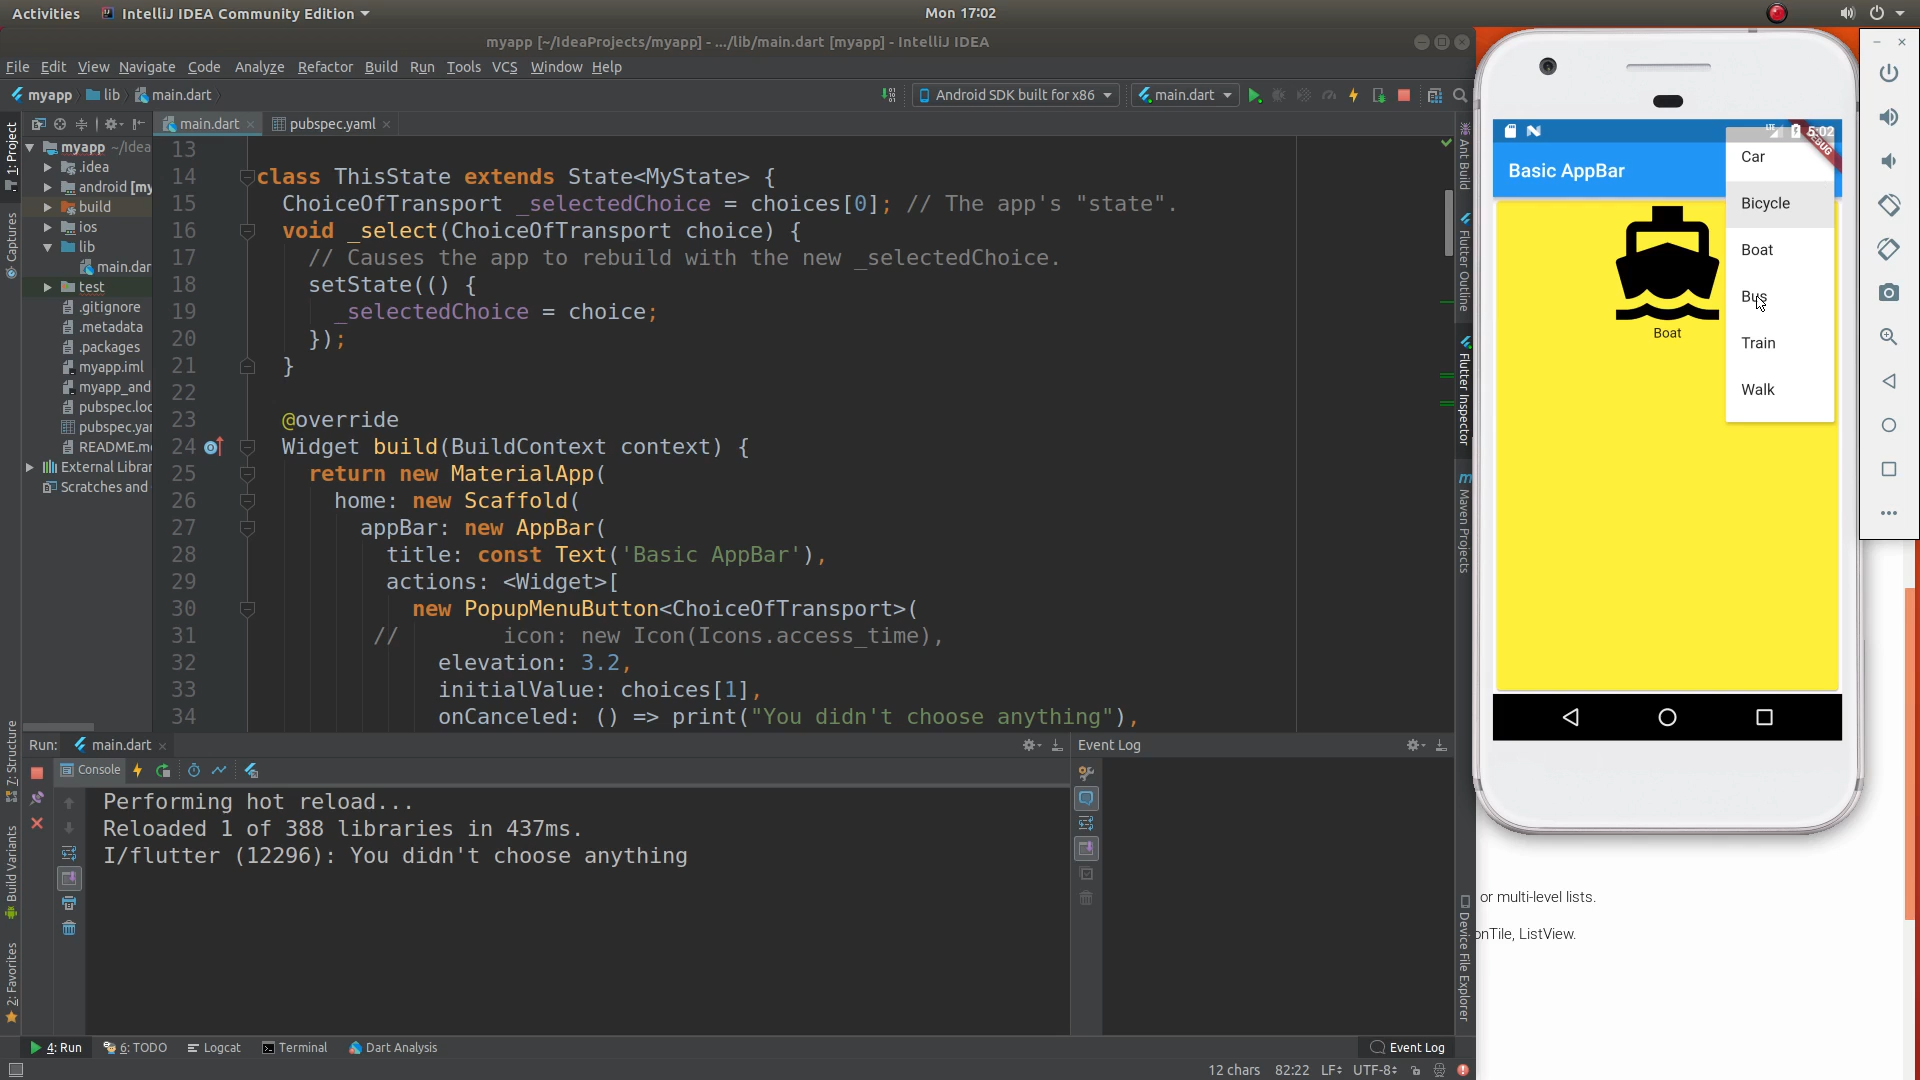 Activities IntelliJ IDEA Community Edition Mon 17:02
myapp [~/IdeaProjects/myapp] - .../lib/main.dart [myapp] - IntelliJ IDEA
File Edit View Navigate Code Analyze Refactor Build Run Tools VCS Window Help
myapp lib main.dart Android SDK built for x86 main.dart
main.dart pubspec.yaml
1: Project
Captures
7: Structure
Build Variants
2: Favorites
myapp ~/Idea
.idea
android [my
build
ios
lib
main.dar
test
.gitignore
.metadata
.packages
myapp.iml
myapp_and
pubspec.loc
pubspec.yar
README.m
External Librar
Scratches and
13
14 class ThisState extends State<MyState> {
15 ChoiceOfTransport _selectedChoice = choices[0]; // The app's "state".
16 void _select(ChoiceOfTransport choice) {
17 // Causes the app to rebuild with the new _selectedChoice.
18 setState(() {
19 _selectedChoice = choice;
20 });
21 }
22
23 @override
24 Widget build(BuildContext context) {
25 return new MaterialApp(
26 home: new Scaffold(
27 appBar: new AppBar(
28 title: const Text('Basic AppBar'),
29 actions: <Widget>[
30 new PopupMenuButton<ChoiceOfTransport>(
31 // icon: new Icon(Icons.access_time),
32 elevation: 3.2,
33 initialValue: choices[1],
34 onCanceled: () => print("You didn't choose anything"),
Ant Build
Flutter Outline
Flutter Inspector
Maven Projects
Device File Explorer
Run: main.dart
Console
Performing hot reload...
Reloaded 1 of 388 libraries in 437ms.
I/flutter (12296): You didn't choose anything
Event Log
4: Run 6: TODO Logcat Terminal Dart Analysis Event Log
12 chars 82:22 LF UTF-8
LTE 5:02
DEBUG
Basic AppBar
Boat
Car
Bicycle
Boat
Bus
Train
Walk
or multi-level lists.
onTile, ListView.